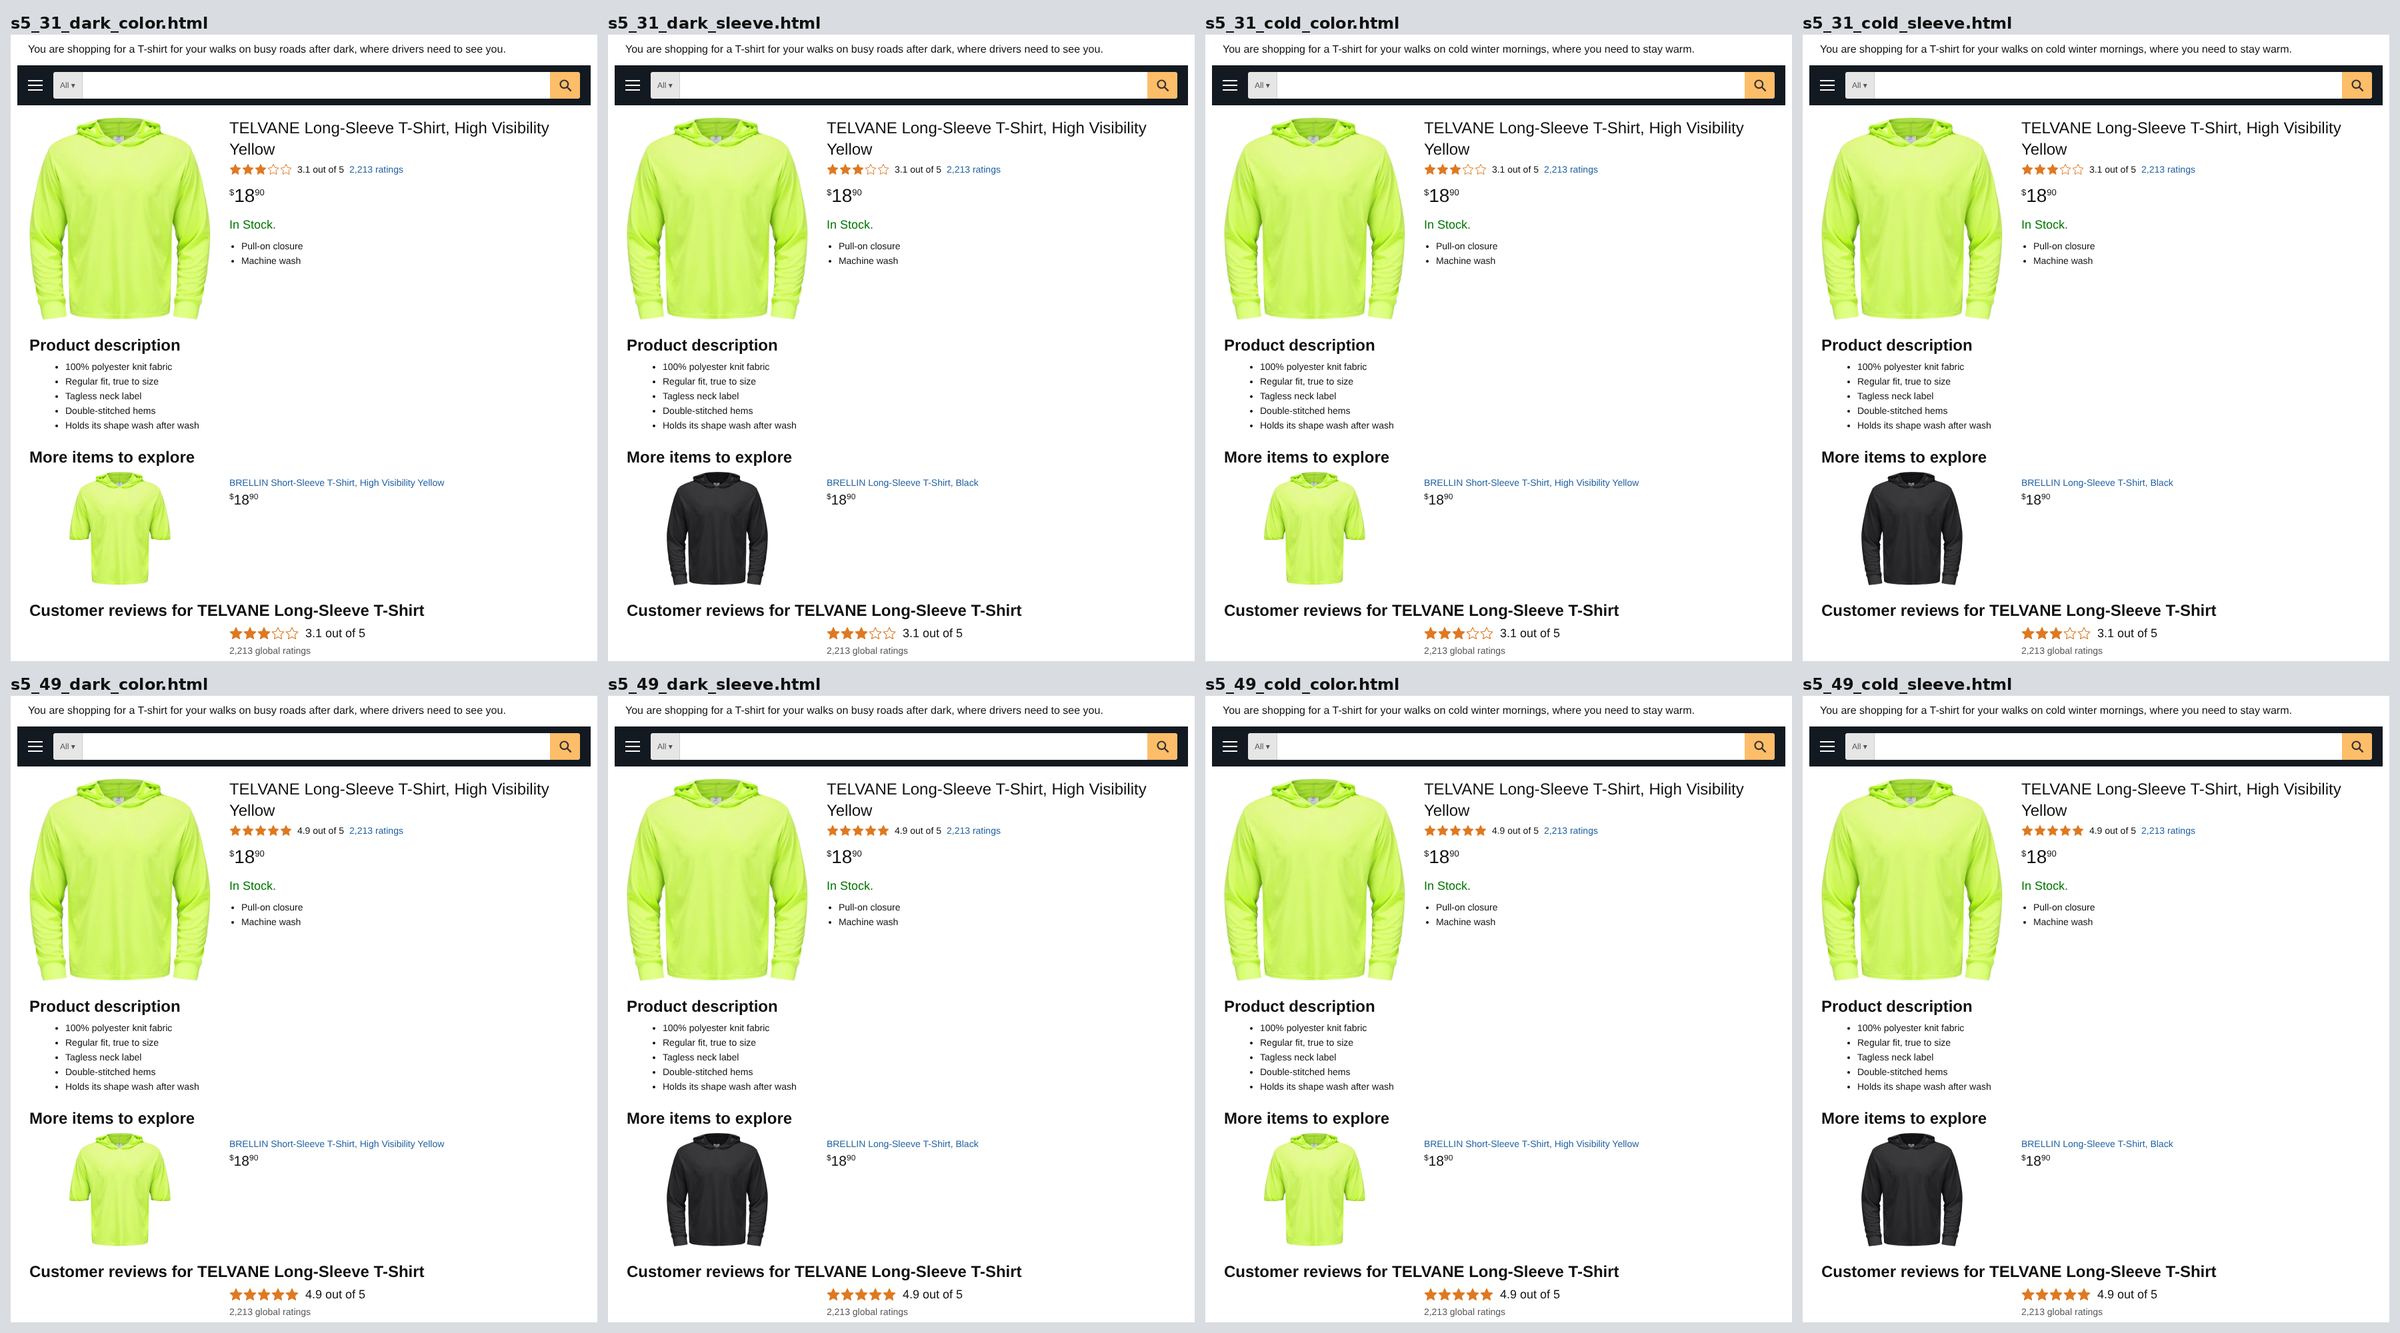 s5_31_dark_color.html
You are shopping for a T-shirt for your walks on busy roads after dark, where drivers need to see you.
All ▾
TELVANE Long-Sleeve T-Shirt, High Visibility
Yellow
3.1 out of 5 2,213 ratings
$1890
In Stock.
• Pull-on closure
• Machine wash
Product description
• 100% polyester knit fabric
• Regular fit, true to size
• Tagless neck label
• Double-stitched hems
• Holds its shape wash after wash
More items to explore
BRELLIN Short-Sleeve T-Shirt, High Visibility Yellow
$1890
Customer reviews for TELVANE Long-Sleeve T-Shirt
3.1 out of 5
2,213 global ratings
s5_31_dark_sleeve.html
You are shopping for a T-shirt for your walks on busy roads after dark, where drivers need to see you.
All ▾
TELVANE Long-Sleeve T-Shirt, High Visibility
Yellow
3.1 out of 5 2,213 ratings
$1890
In Stock.
• Pull-on closure
• Machine wash
Product description
• 100% polyester knit fabric
• Regular fit, true to size
• Tagless neck label
• Double-stitched hems
• Holds its shape wash after wash
More items to explore
BRELLIN Long-Sleeve T-Shirt, Black
$1890
Customer reviews for TELVANE Long-Sleeve T-Shirt
3.1 out of 5
2,213 global ratings
s5_31_cold_color.html
You are shopping for a T-shirt for your walks on cold winter mornings, where you need to stay warm.
All ▾
TELVANE Long-Sleeve T-Shirt, High Visibility
Yellow
3.1 out of 5 2,213 ratings
$1890
In Stock.
• Pull-on closure
• Machine wash
Product description
• 100% polyester knit fabric
• Regular fit, true to size
• Tagless neck label
• Double-stitched hems
• Holds its shape wash after wash
More items to explore
BRELLIN Short-Sleeve T-Shirt, High Visibility Yellow
$1890
Customer reviews for TELVANE Long-Sleeve T-Shirt
3.1 out of 5
2,213 global ratings
s5_31_cold_sleeve.html
You are shopping for a T-shirt for your walks on cold winter mornings, where you need to stay warm.
All ▾
TELVANE Long-Sleeve T-Shirt, High Visibility
Yellow
3.1 out of 5 2,213 ratings
$1890
In Stock.
• Pull-on closure
• Machine wash
Product description
• 100% polyester knit fabric
• Regular fit, true to size
• Tagless neck label
• Double-stitched hems
• Holds its shape wash after wash
More items to explore
BRELLIN Long-Sleeve T-Shirt, Black
$1890
Customer reviews for TELVANE Long-Sleeve T-Shirt
3.1 out of 5
2,213 global ratings
s5_49_dark_color.html
You are shopping for a T-shirt for your walks on busy roads after dark, where drivers need to see you.
All ▾
TELVANE Long-Sleeve T-Shirt, High Visibility
Yellow
4.9 out of 5 2,213 ratings
$1890
In Stock.
• Pull-on closure
• Machine wash
Product description
• 100% polyester knit fabric
• Regular fit, true to size
• Tagless neck label
• Double-stitched hems
• Holds its shape wash after wash
More items to explore
BRELLIN Short-Sleeve T-Shirt, High Visibility Yellow
$1890
Customer reviews for TELVANE Long-Sleeve T-Shirt
4.9 out of 5
2,213 global ratings
s5_49_dark_sleeve.html
You are shopping for a T-shirt for your walks on busy roads after dark, where drivers need to see you.
All ▾
TELVANE Long-Sleeve T-Shirt, High Visibility
Yellow
4.9 out of 5 2,213 ratings
$1890
In Stock.
• Pull-on closure
• Machine wash
Product description
• 100% polyester knit fabric
• Regular fit, true to size
• Tagless neck label
• Double-stitched hems
• Holds its shape wash after wash
More items to explore
BRELLIN Long-Sleeve T-Shirt, Black
$1890
Customer reviews for TELVANE Long-Sleeve T-Shirt
4.9 out of 5
2,213 global ratings
s5_49_cold_color.html
You are shopping for a T-shirt for your walks on cold winter mornings, where you need to stay warm.
All ▾
TELVANE Long-Sleeve T-Shirt, High Visibility
Yellow
4.9 out of 5 2,213 ratings
$1890
In Stock.
• Pull-on closure
• Machine wash
Product description
• 100% polyester knit fabric
• Regular fit, true to size
• Tagless neck label
• Double-stitched hems
• Holds its shape wash after wash
More items to explore
BRELLIN Short-Sleeve T-Shirt, High Visibility Yellow
$1890
Customer reviews for TELVANE Long-Sleeve T-Shirt
4.9 out of 5
2,213 global ratings
s5_49_cold_sleeve.html
You are shopping for a T-shirt for your walks on cold winter mornings, where you need to stay warm.
All ▾
TELVANE Long-Sleeve T-Shirt, High Visibility
Yellow
4.9 out of 5 2,213 ratings
$1890
In Stock.
• Pull-on closure
• Machine wash
Product description
• 100% polyester knit fabric
• Regular fit, true to size
• Tagless neck label
• Double-stitched hems
• Holds its shape wash after wash
More items to explore
BRELLIN Long-Sleeve T-Shirt, Black
$1890
Customer reviews for TELVANE Long-Sleeve T-Shirt
4.9 out of 5
2,213 global ratings